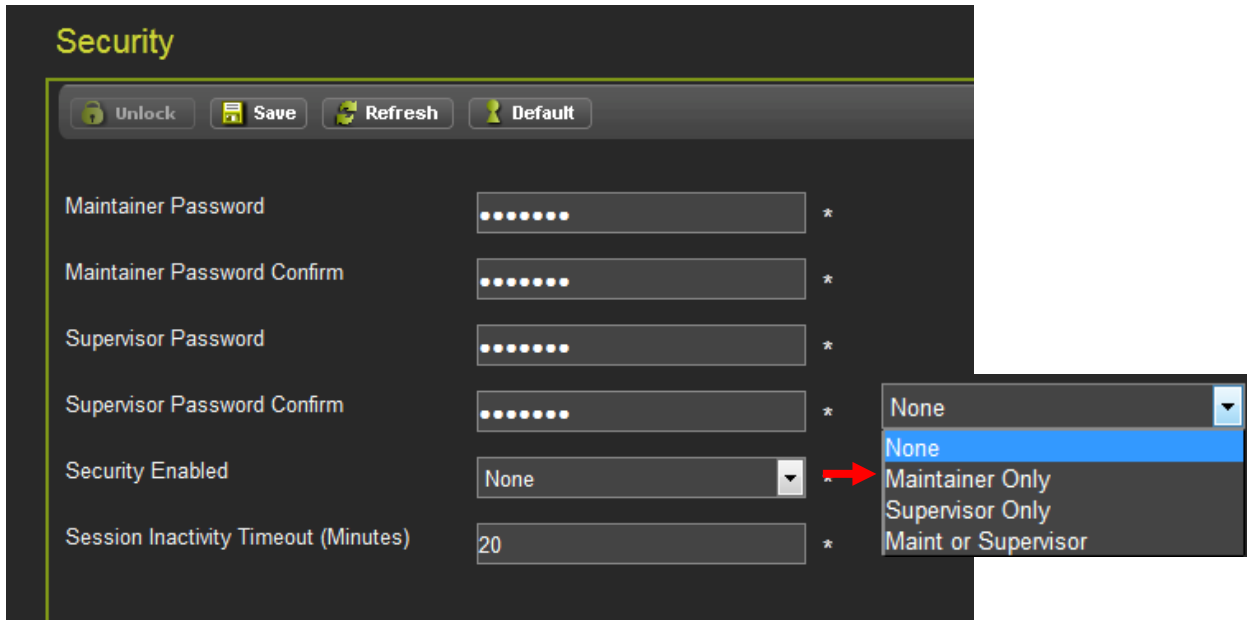 Security
Unlock Save Refresh Default
Maintainer Password ••••••• *
Maintainer Password Confirm ••••••• *
Supervisor Password ••••••• *
Supervisor Password Confirm ••••••• *
Security Enabled None *
Session Inactivity Timeout (Minutes) 20 *
None
None
Maintainer Only
Supervisor Only
Maint or Supervisor